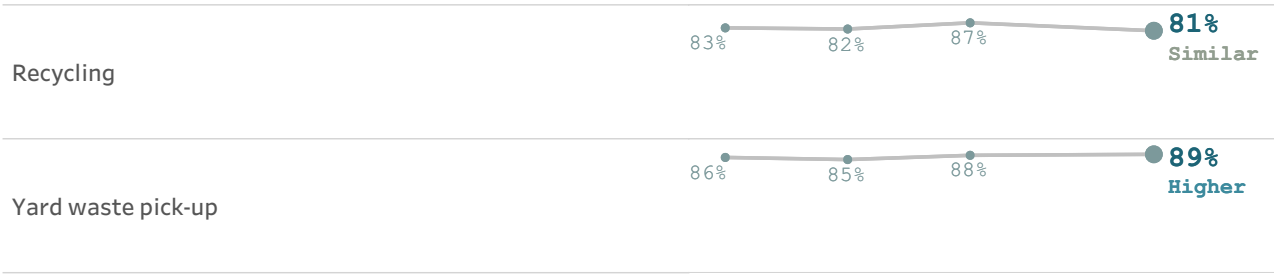 83% 82% 87% 81%
Similar
Recycling
86% 85% 88% 89%
Higher
Yard waste pick-up